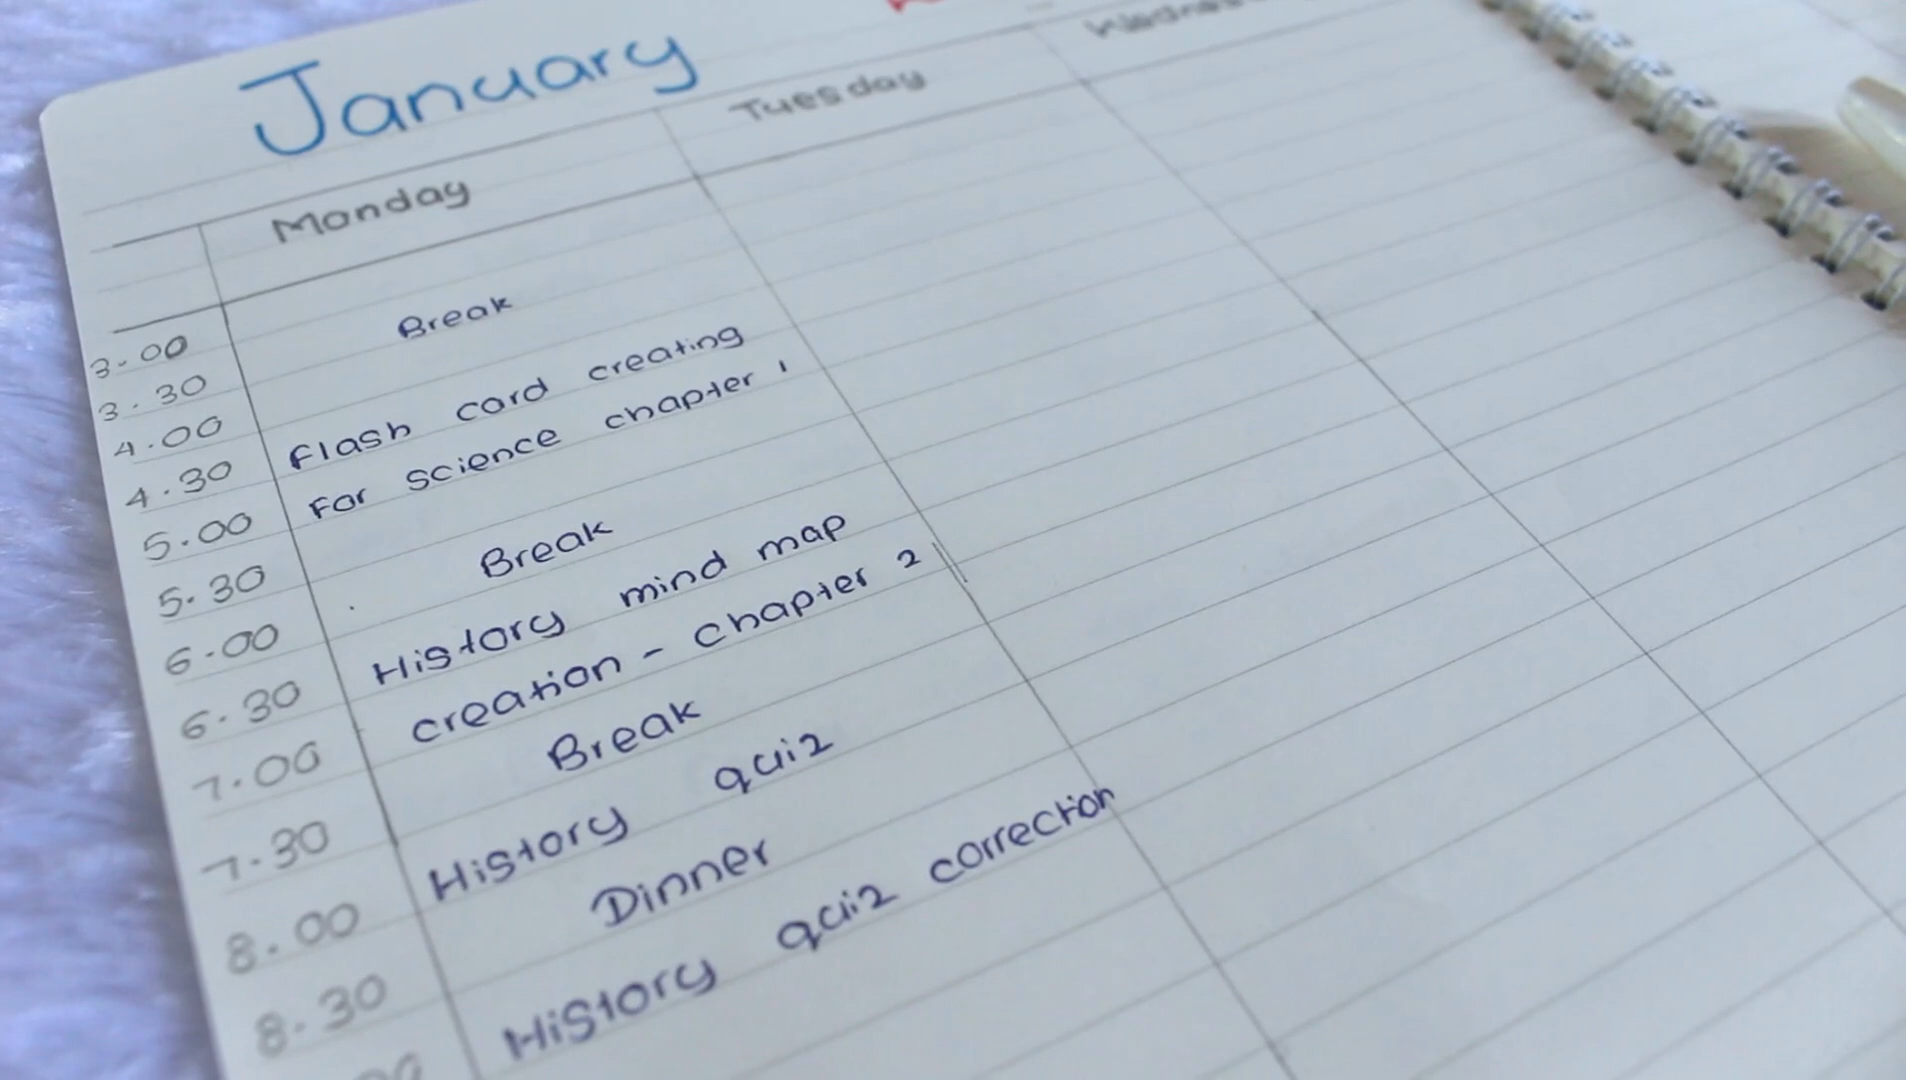 January
Monday Tuesday
3.00 Break
3.30
4.00 Flash card creating
4.30 For science chapter 1
5.00
5.30 Break
6.00 History mind map
6.30 creation - chapter 2
7.00 Break
7.30 History quiz
8.00 Dinner
8.30 History quiz correction